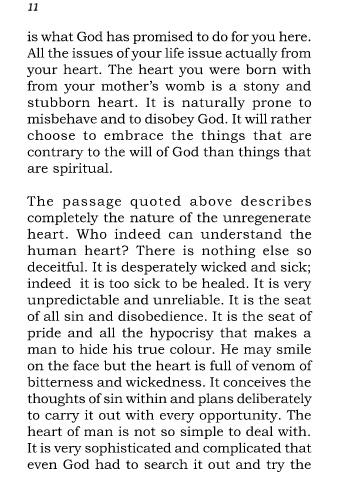 11
is what God has promised to do for you here.
All the issues of your life issue actually from
your heart. The heart you were born with
from your mother's womb is a stony and
stubborn heart. It is naturally prone to
misbehave and to disobey God. It will rather
choose to embrace the things that are
contrary to the will of God than things that
are spiritual.
The passage quoted above describes
completely the nature of the unregenerate
heart. Who indeed can understand the
human heart? There is nothing else so
deceitful. It is desperately wicked and sick;
indeed it is too sick to be healed. It is very
unpredictable and unreliable. It is the seat
of all sin and disobedience. It is the seat of
pride and all the hypocrisy that makes a
man to hide his true colour. He may smile
on the face but the heart is full of venom of
bitterness and wickedness. It conceives the
thoughts of sin within and plans deliberately
to carry it out with every opportunity. The
heart of man is not so simple to deal with.
It is very sophisticated and complicated that
even God had to search it out and try the